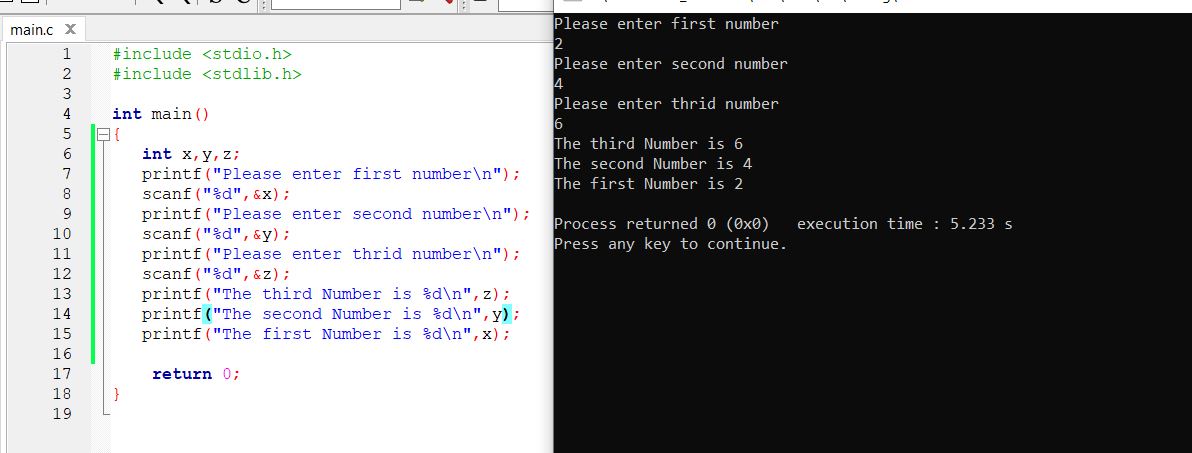 main.c X
1 #include <stdio.h>
2 #include <stdlib.h>
3
4 int main()
5 {
6 int x,y,z;
7 printf("Please enter first number\n");
8 scanf("%d",&x);
9 printf("Please enter second number\n");
10 scanf("%d",&y);
11 printf("Please enter thrid number\n");
12 scanf("%d",&z);
13 printf("The third Number is %d\n",z);
14 printf("The second Number is %d\n",y);
15 printf("The first Number is %d\n",x);
16
17 return 0;
18 }
19
Please enter first number
2
Please enter second number
4
Please enter thrid number
6
The third Number is 6
The second Number is 4
The first Number is 2
Process returned 0 (0x0) execution time : 5.233 s
Press any key to continue.